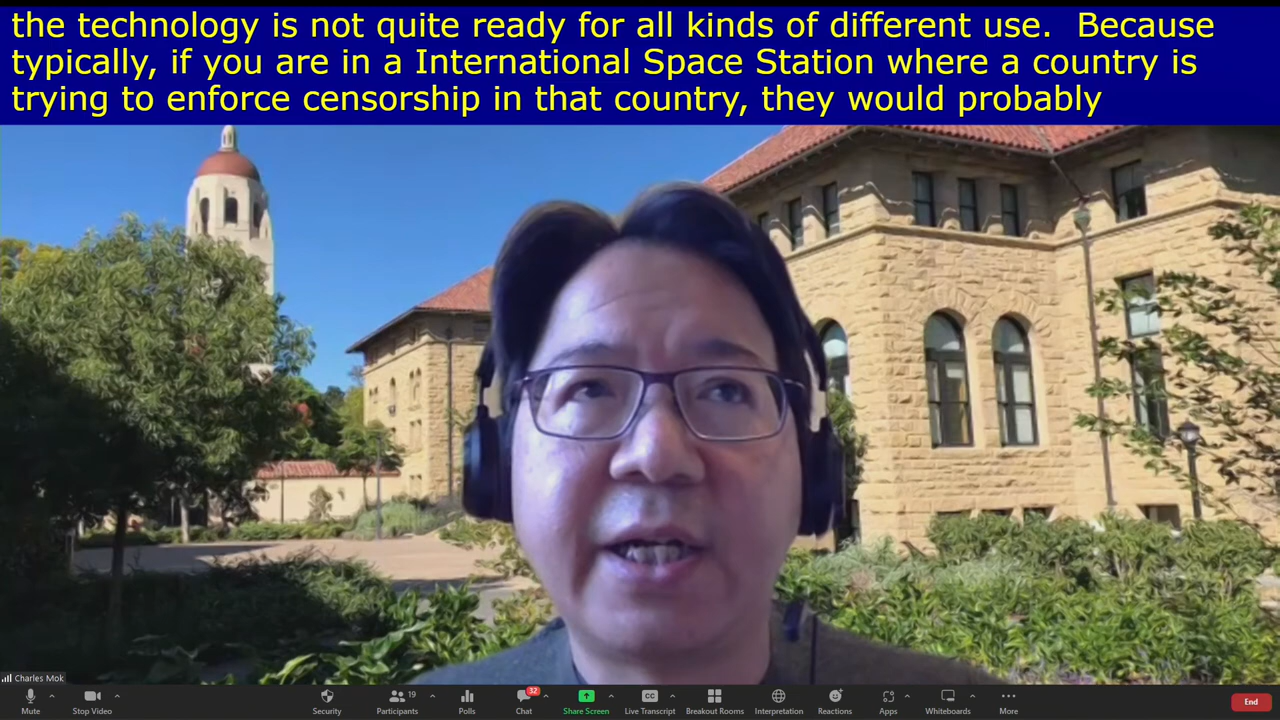 the technology is not quite ready for all kinds of different use.  Because
typically, if you are in a International Space Station where a country is
trying to enforce censorship in that country, they would probably
Charles Mok
Mute
Stop Video
Security
19
Participants
Polls
32
Chat
Share Screen
CC
Live Transcript
Breakout Rooms
Interpretation
Reactions
Apps
Whiteboards
More
End